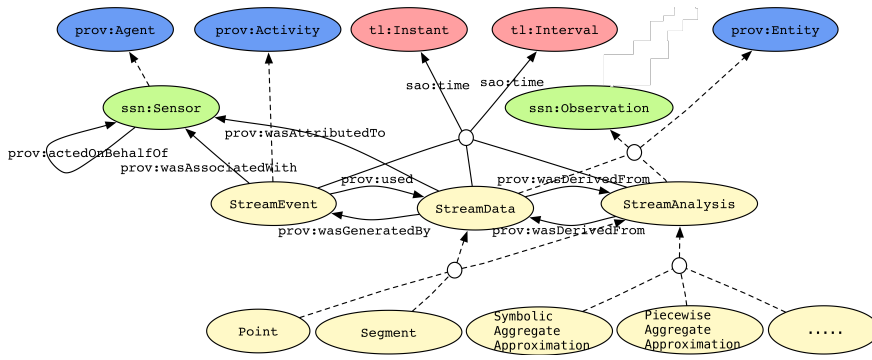 prov:Agent
prov:Activity
tl:Instant
tl:Interval
prov:Entity
sao:time
sao:time
ssn:Sensor
ssn:Observation
prov:wasAttributedTo
prov:actedOnBehalfOf
prov:wasAssociatedWith
prov:used
prov:wasDerivedFrom
StreamEvent
StreamData
StreamAnalysis
prov:wasGeneratedBy
prov:wasDerivedFrom
Point
Segment
Symbolic
Aggregate
Approximation
Piecewise
Aggregate
Approximation
.....